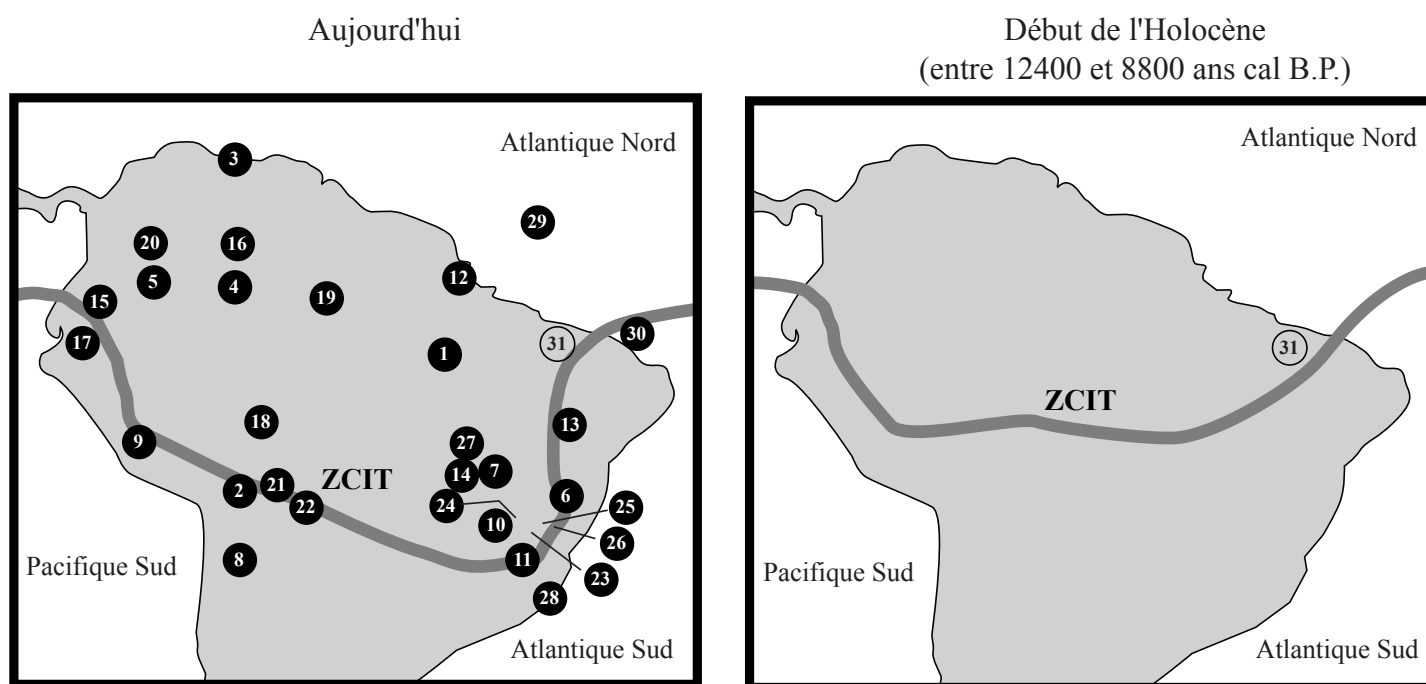 Aujourd'hui
Début de l'Holocène
(entre 12400 et 8800 ans cal B.P.)
Atlantique Nord
3
29
20
16
5
4
12
19
15
30
17
31
1
18
13
9
27
14
7
2
21
ZCIT
22
24
6
25
10
26
11
8
23
28
Pacifique Sud
Atlantique Sud
Atlantique Nord
31
ZCIT
Pacifique Sud
Atlantique Sud